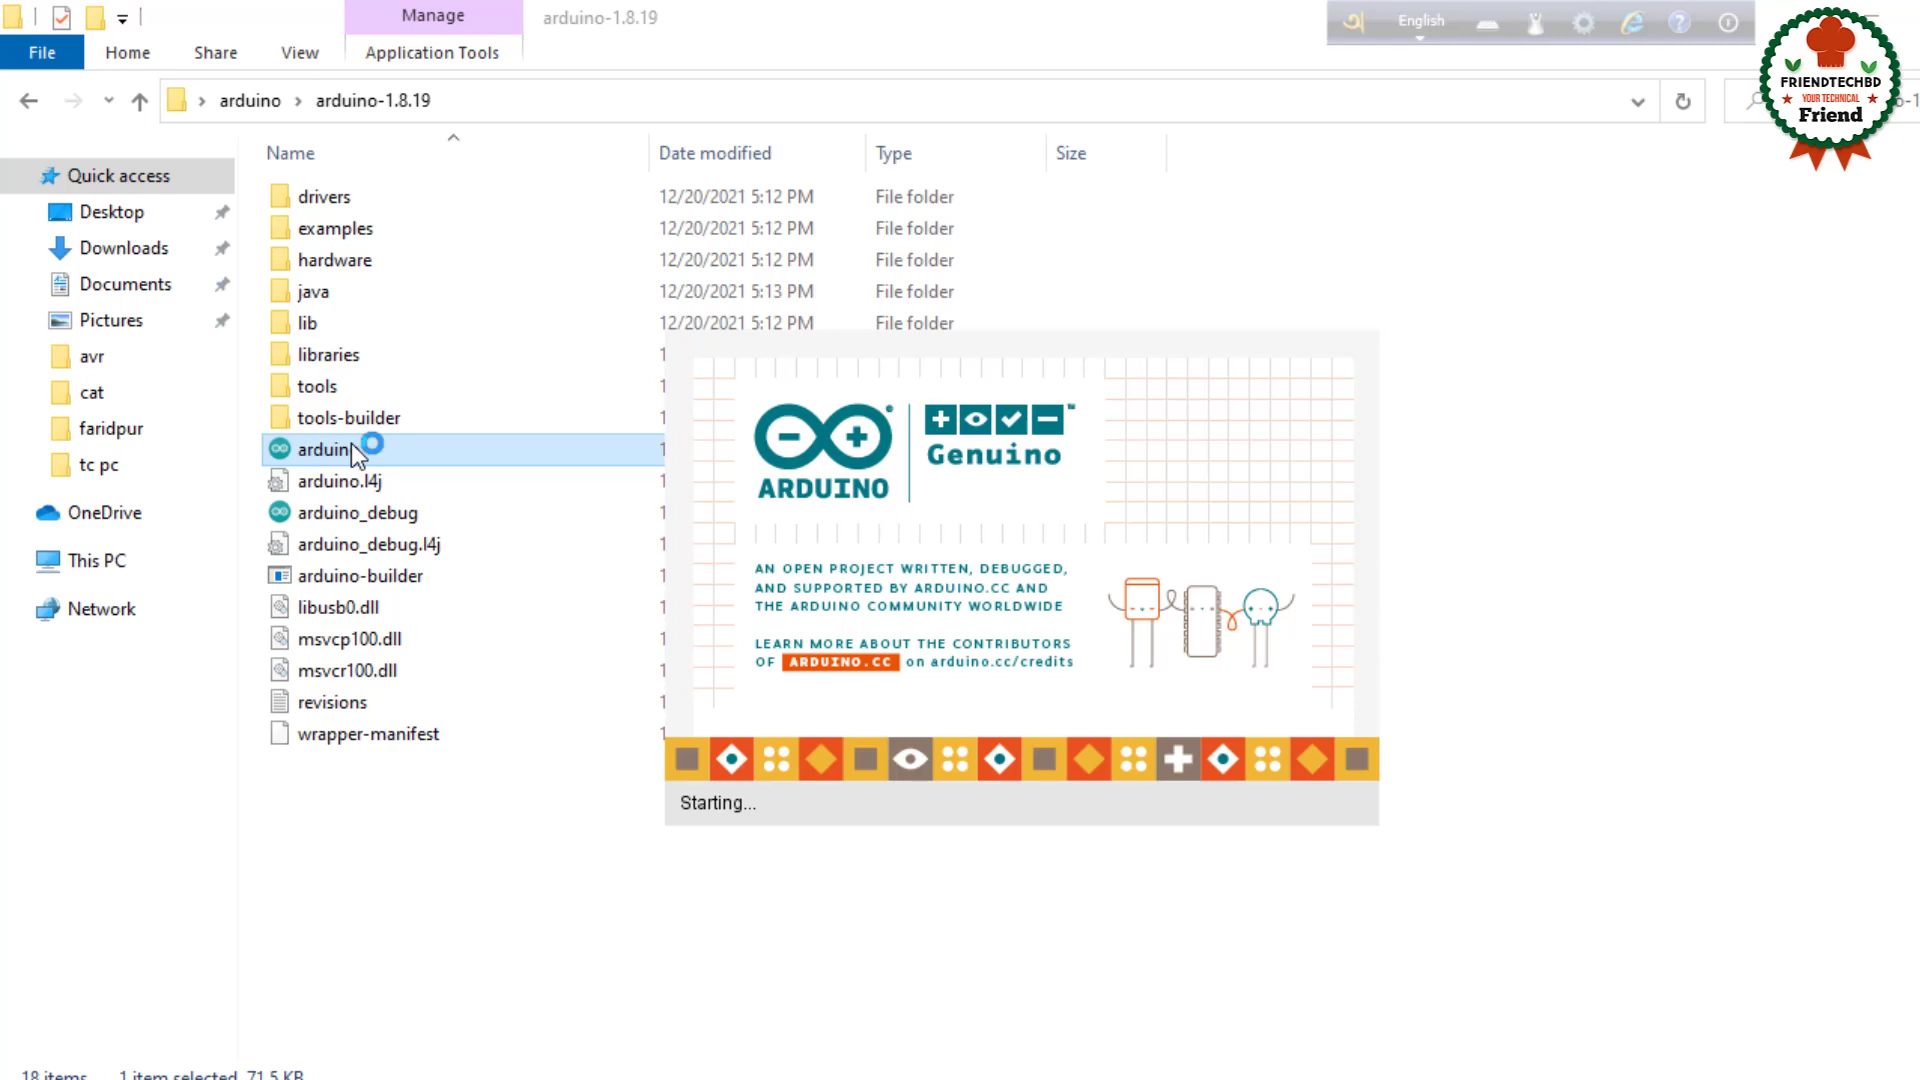 Manage
arduino-1.8.19
অ
English
File
Home
Share
View
Application Tools
FRIENDTECHBD
YOUR TECHNICAL
Friend
arduino
arduino-1.8.19
Name
Date modified
Type
Size
Quick access
Desktop
Downloads
Documents
Pictures
avr
cat
faridpur
tc pc
OneDrive
This PC
Network
drivers 12/20/2021 5:12 PM File folder
examples 12/20/2021 5:12 PM File folder
hardware 12/20/2021 5:12 PM File folder
java 12/20/2021 5:13 PM File folder
lib 12/20/2021 5:12 PM File folder
libraries
tools
tools-builder
arduin
arduino.l4j
arduino_debug
arduino_debug.l4j
arduino-builder
libusb0.dll
msvcp100.dll
msvcr100.dll
revisions
wrapper-manifest
ARDUINO
Genuino
AN OPEN PROJECT WRITTEN, DEBUGGED,
AND SUPPORTED BY ARDUINO.CC AND
THE ARDUINO COMMUNITY WORLDWIDE
LEARN MORE ABOUT THE CONTRIBUTORS
OF ARDUINO.CC on arduino.cc/credits
Starting...
18 items 1 item selected 71.5 KB